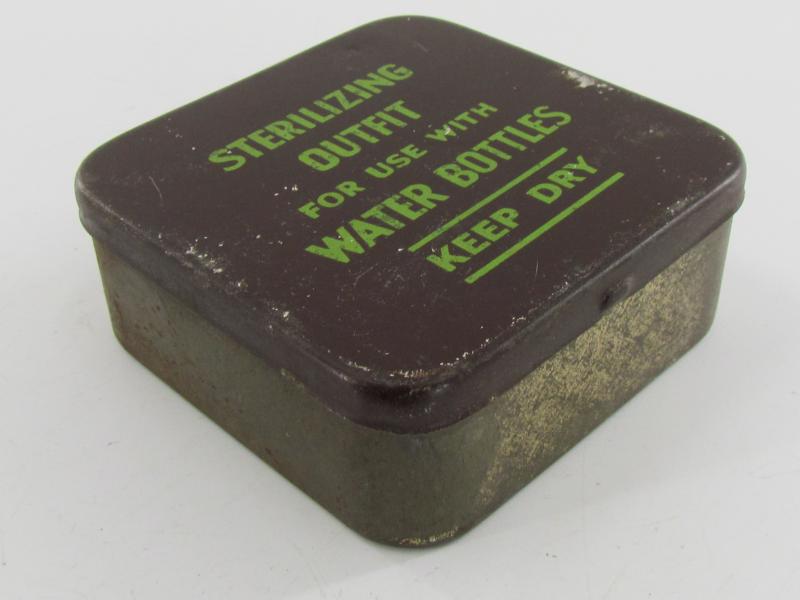 STERILIZING
OUTFIT
FOR USE WITH
WATER BOTTLES
KEEP DRY